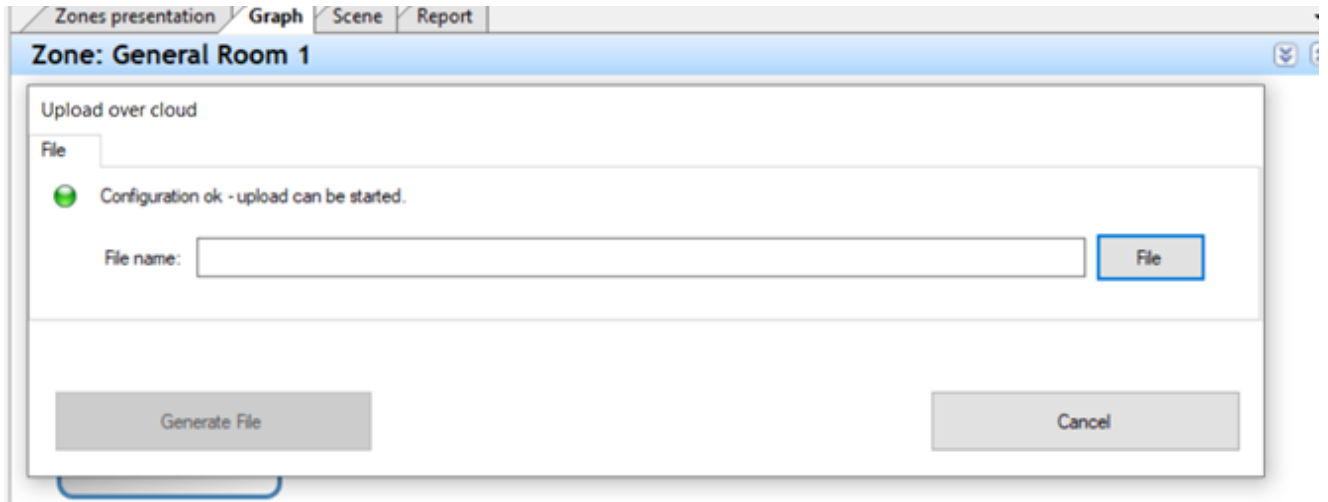 Zones presentation Graph Scene Report
Zone: General Room 1
Upload over cloud
File
Configuration ok - upload can be started.
File name: File
Generate File Cancel